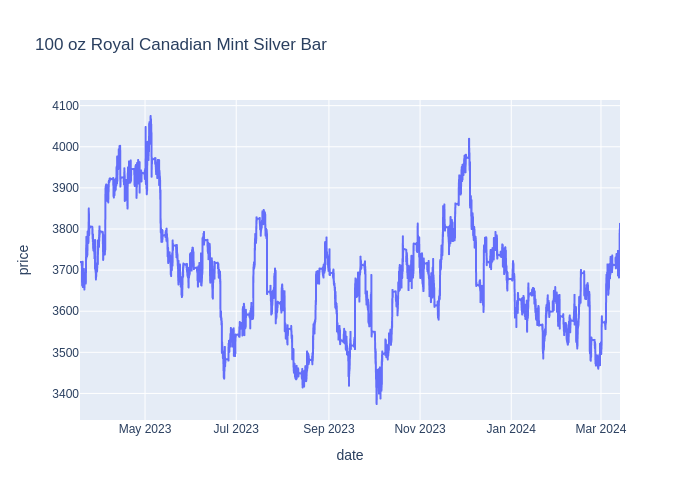 100 oz Royal Canadian Mint Silver Bar
4100
4000
3900
3800
3700
3600
3500
3400
price
May 2023 Jul 2023 Sep 2023 Nov 2023 Jan 2024 Mar 2024
date